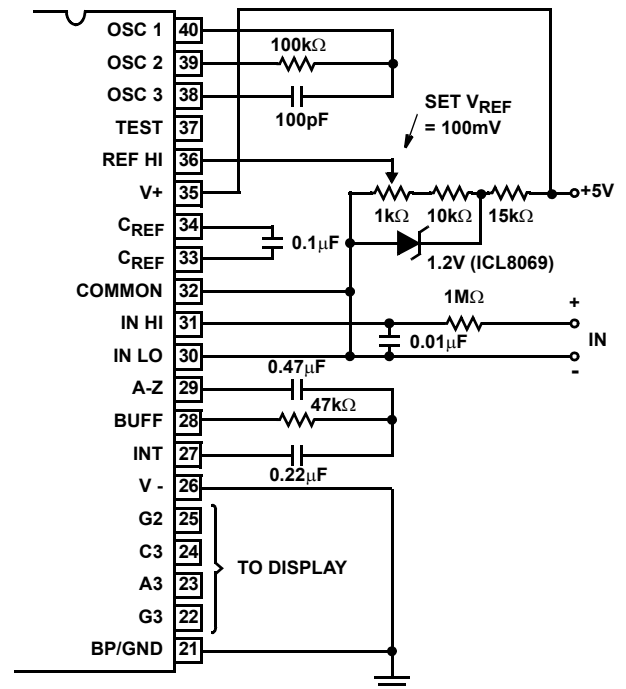 OSC 1 40
OSC 2 39
OSC 3 38
TEST 37
REF HI 36
V+ 35
CREF 34
CREF 33
COMMON 32
IN HI 31
IN LO 30
A-Z 29
BUFF 28
INT 27
V - 26
G2 25
C3 24
A3 23
G3 22
BP/GND 21
100kΩ
100pF
SET VREF
= 100mV
+5V
1kΩ 10kΩ 15kΩ
0.1μF
1.2V (ICL8069)
1MΩ
+
0.01μF
IN
-
0.47μF
47kΩ
0.22μF
TO DISPLAY